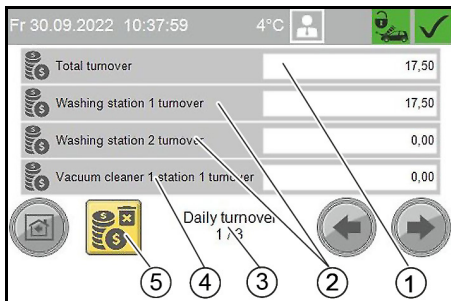 Fr 30.09.2022 10:37:59 4°C
Total turnover 17,50
Washing station 1 turnover 17,50
Washing station 2 turnover 0,00
Vacuum cleaner 1 station 1 turnover 0,00
Daily turnover
1 / 3
5 4 3 2 1